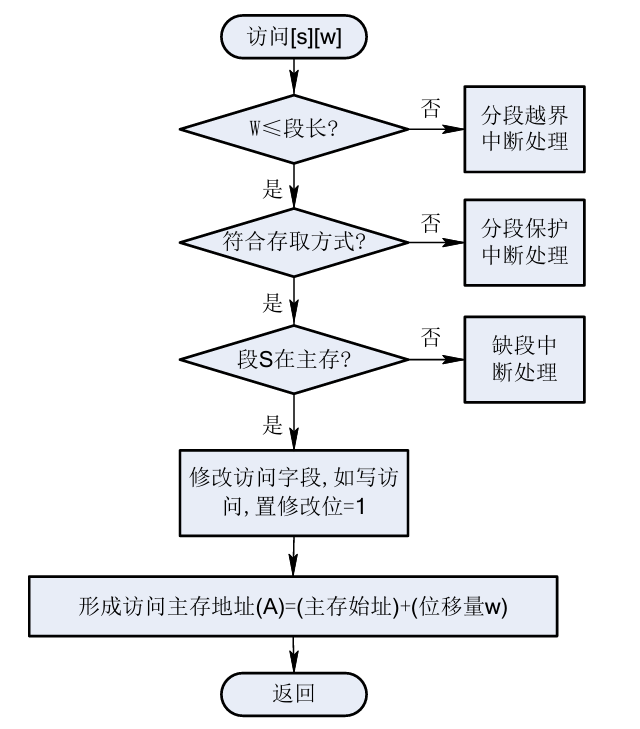 访问[s][w]
W≤段长?
否
分段越界
中断处理
是
符合存取方式?
否
分段保护
中断处理
是
段S在主存?
否
缺段中
断处理
是
修改访问字段,如写访
问,置修改位=1
形成访问主存地址(A)=(主存始址)+(位移量w)
返回